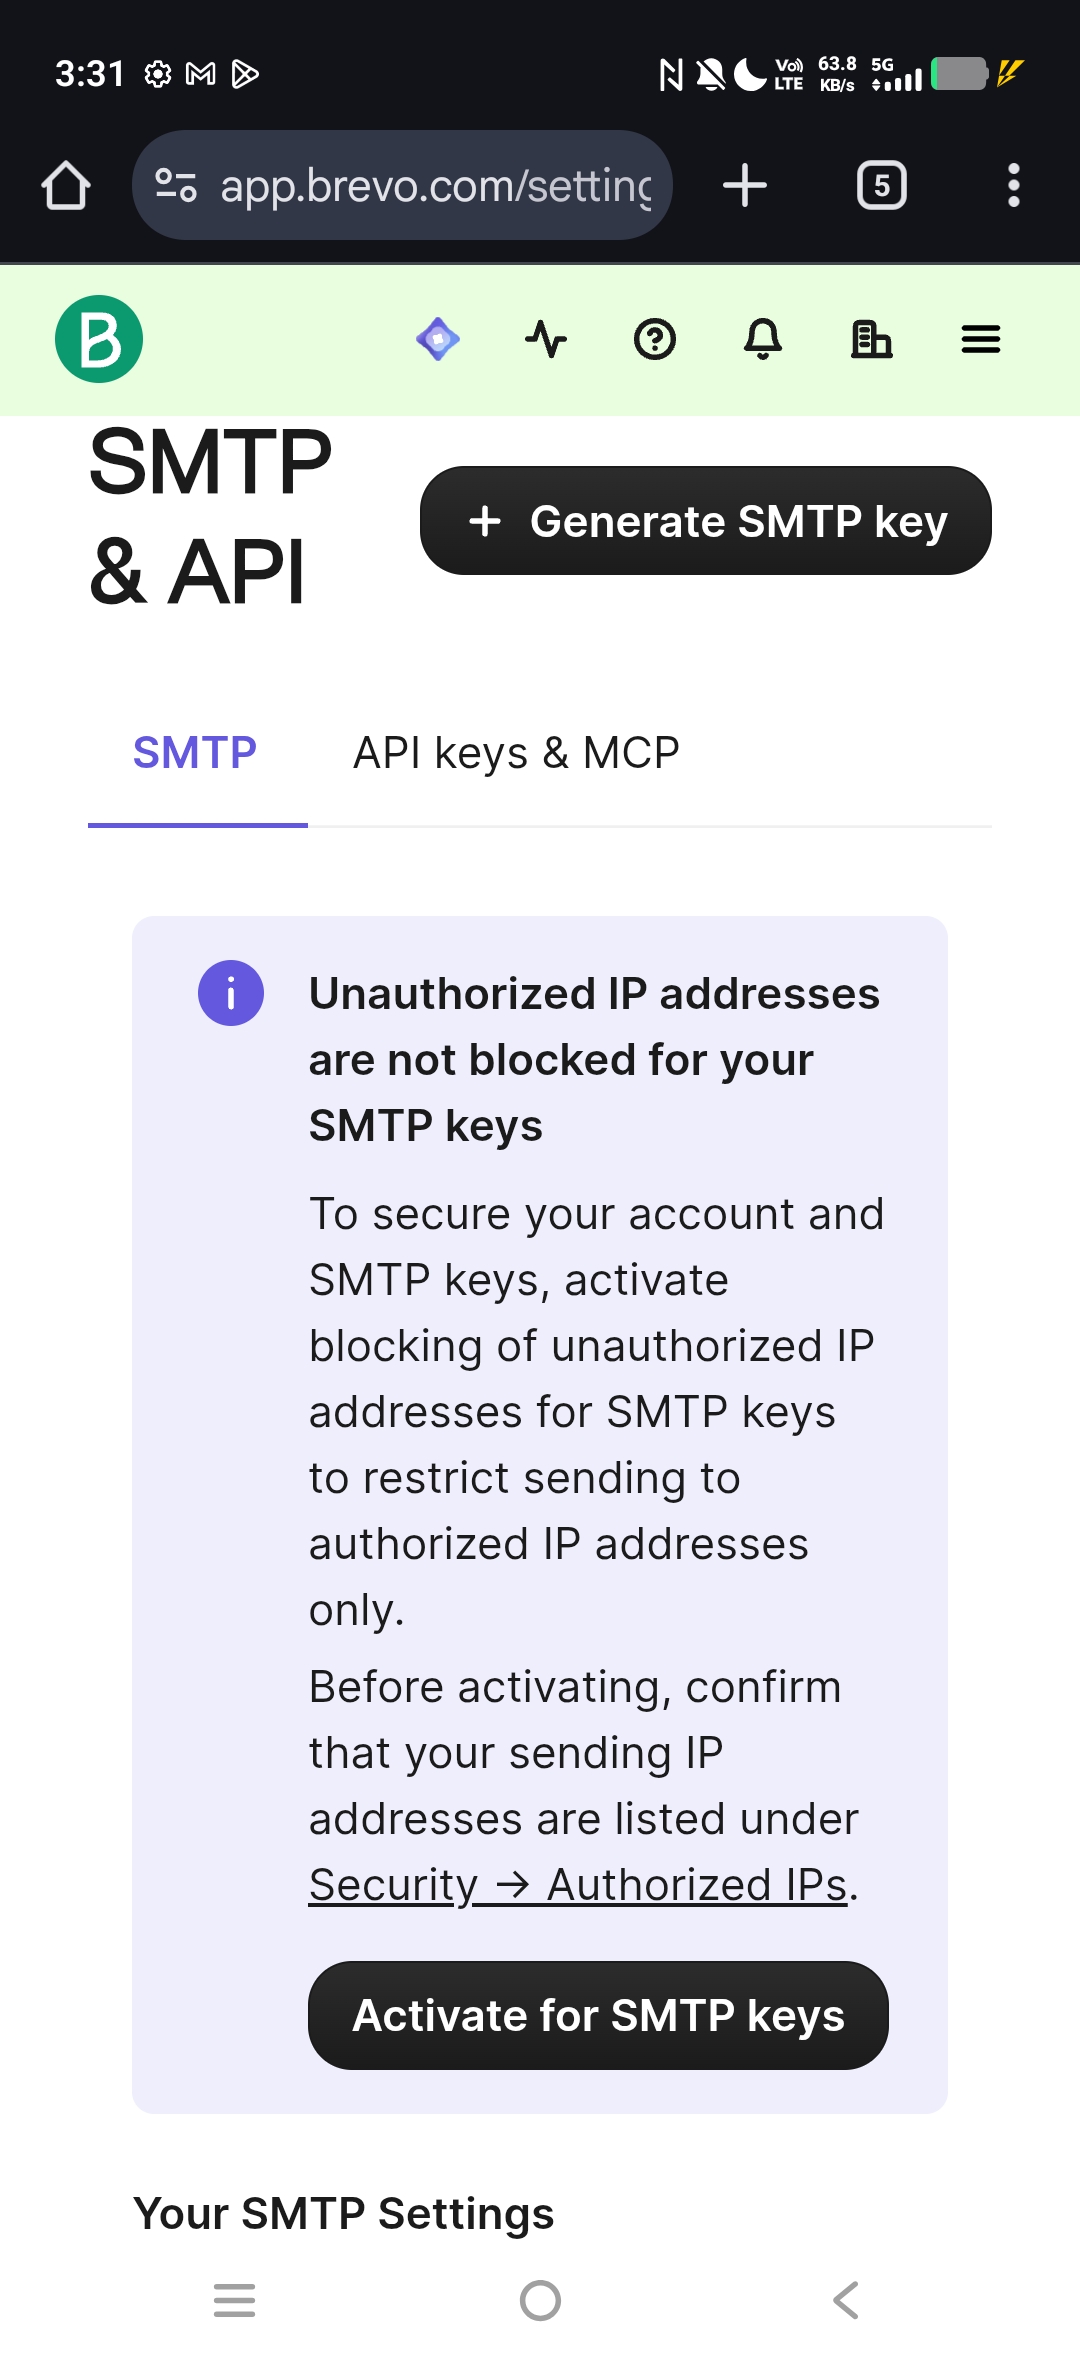 3:31
Vo)) LTE 63.8 KB/s 5G
app.brevo.com/setting
5
B
SMTP
& API
+ Generate SMTP key
SMTP API keys & MCP
Unauthorized IP addresses
are not blocked for your
SMTP keys
To secure your account and
SMTP keys, activate
blocking of unauthorized IP
addresses for SMTP keys
to restrict sending to
authorized IP addresses
only.
Before activating, confirm
that your sending IP
addresses are listed under
Security → Authorized IPs.
Activate for SMTP keys
Your SMTP Settings